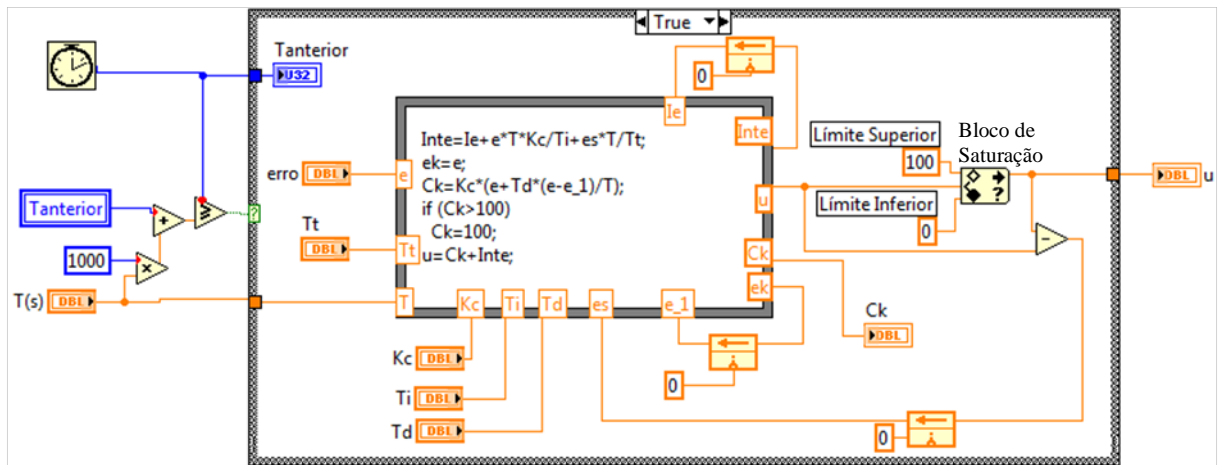 True
Tanterior
U32
0
Ie
Inte
Inte=Ie+e*T*Kc/Ti+es*T/Tt;
ek=e;
Ck=Kc*(e+Td*(e-e_1)/T);
if (Ck>100)
Ck=100;
u=Ck+Inte;
erro
DBL
e
Tt
DBL
Tt
Límite Superior
100
Bloco de
Saturação
Límite Inferior
0
?
u
DBL
u
Tanterior
+
≥
?
1000
x
T(s)
DBL
T
Kc
Ti
Td
es
e_1
Ck
ek
-
Ck
DBL
Kc
DBL
Ti
DBL
Td
DBL
0
0